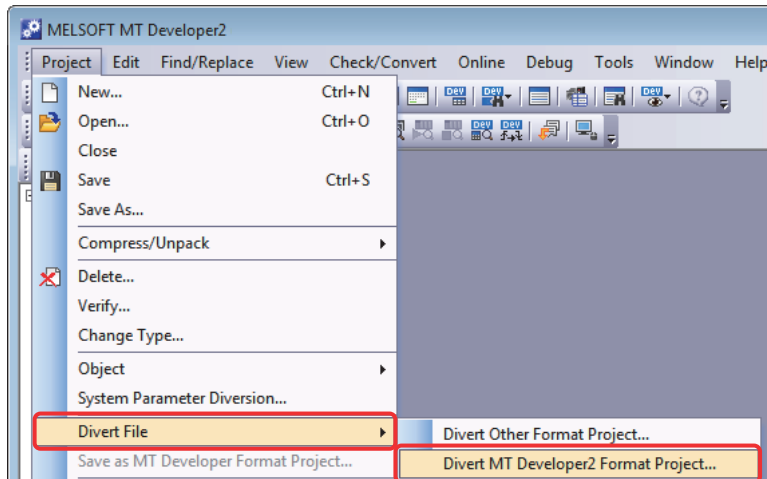 MELSOFT MT Developer2
Project Edit Find/Replace View Check/Convert Online Debug Tools Window Help
New... Ctrl+N
Open... Ctrl+O
Close
Save Ctrl+S
Save As...
Compress/Unpack
Delete...
Verify...
Change Type...
Object
System Parameter Diversion...
Divert File
Divert Other Format Project...
Save as MT Developer Format Project...
Divert MT Developer2 Format Project...